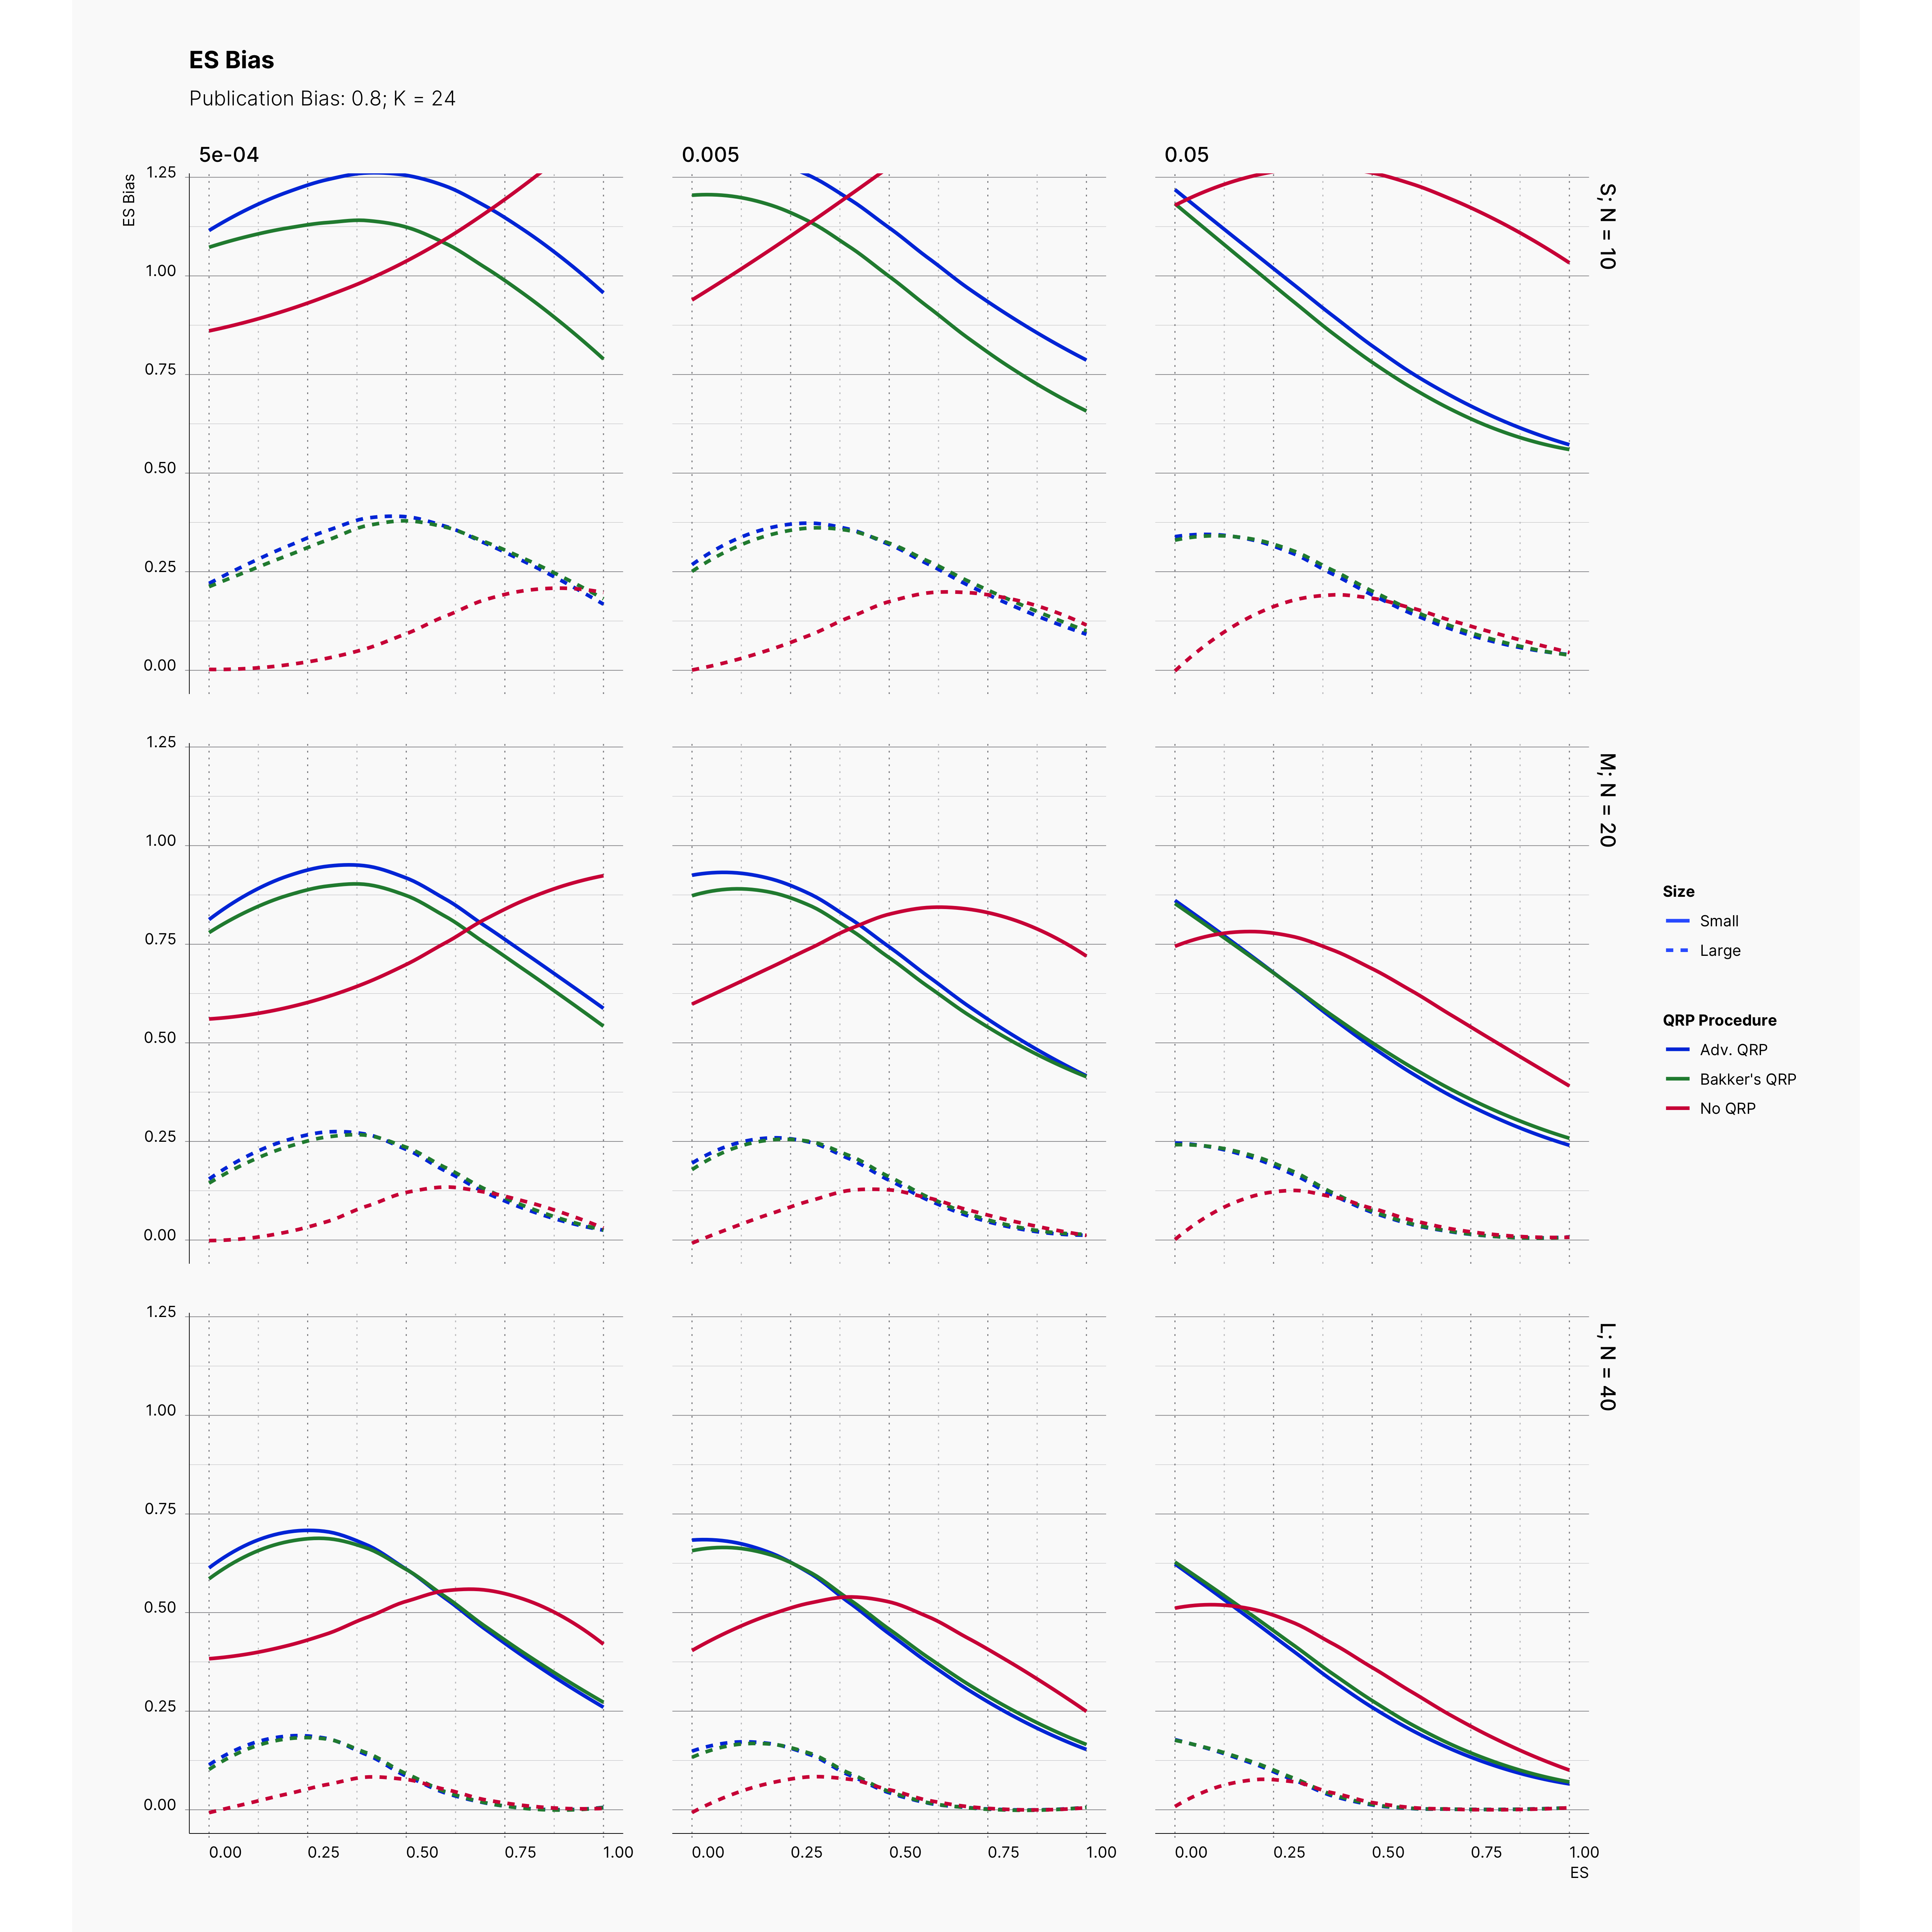 ES Bias
Publication Bias: 0.8; K = 24
5e-04
0.005
0.05
ES Bias
1.25
1.00
0.75
0.50
0.25
0.00
S; N = 10
1.25
1.00
0.75
0.50
0.25
0.00
M; N = 20
1.25
1.00
0.75
0.50
0.25
0.00
L; N = 40
0.00 0.25 0.50 0.75 1.00
0.00 0.25 0.50 0.75 1.00
0.00 0.25 0.50 0.75 1.00
ES
Size
Small
Large
QRP Procedure
Adv. QRP
Bakker's QRP
No QRP